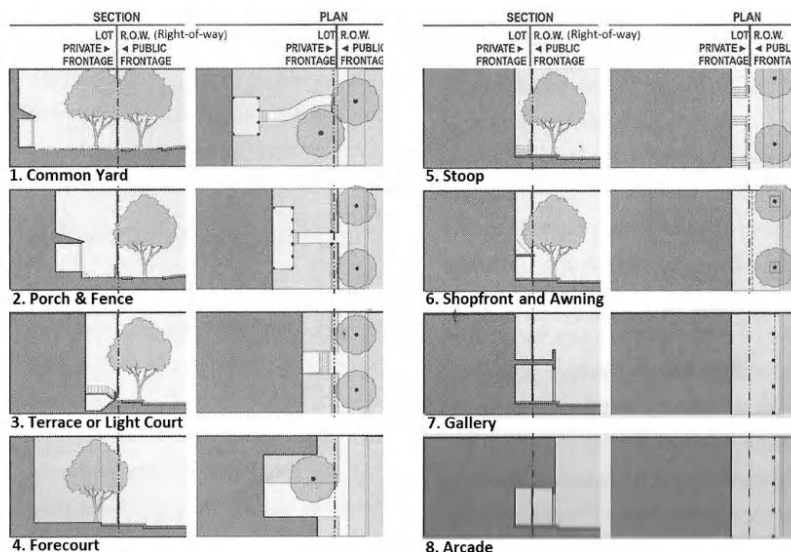 SECTION
PLAN
LOT R.O.W. (Right-of-way)
PRIVATE► ◄ PUBLIC
FRONTAGE FRONTAGE
LOT R.O.W.
PRIVATE► ◄ PUBLIC
FRONTAGE FRONTAGE
1. Common Yard
2. Porch & Fence
3. Terrace or Light Court
4. Forecourt
SECTION
PLAN
LOT R.O.W. (Right-of-way)
PRIVATE► ◄ PUBLIC
FRONTAGE FRONTAGE
LOT R.O.W.
PRIVATE► ◄ PUBLI
FRONTAGE FRONTA
5. Stoop
6. Shopfront and Awning
7. Gallery
8. Arcade